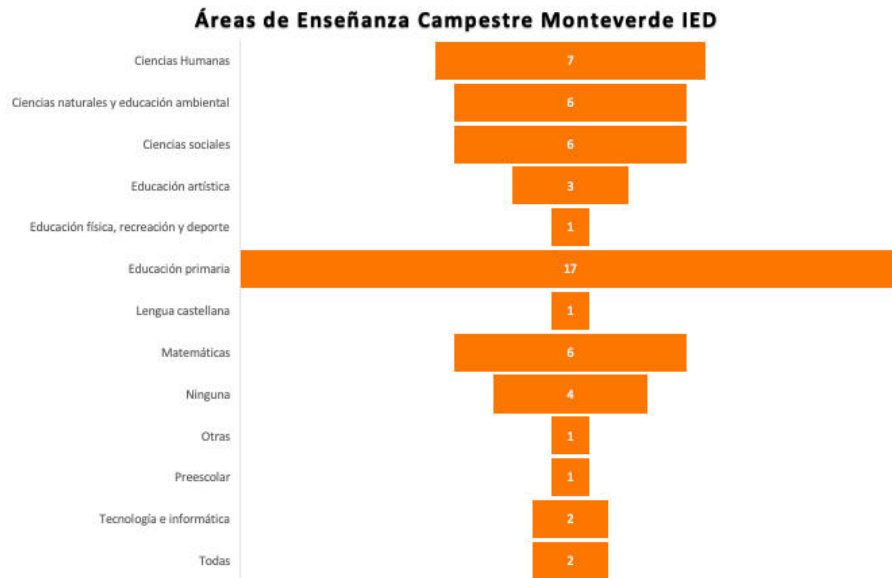 Áreas de Enseñanza Campestre Monteverde IED
Ciencias Humanas 7
Ciencias naturales y educación ambiental 6
Ciencias sociales 6
Educación artística 3
Educación física, recreación y deporte 1
Educación primaria 17
Lengua castellana 1
Matemáticas 6
Ninguna 4
Otras 1
Preescolar 1
Tecnología e informática 2
Todas 2